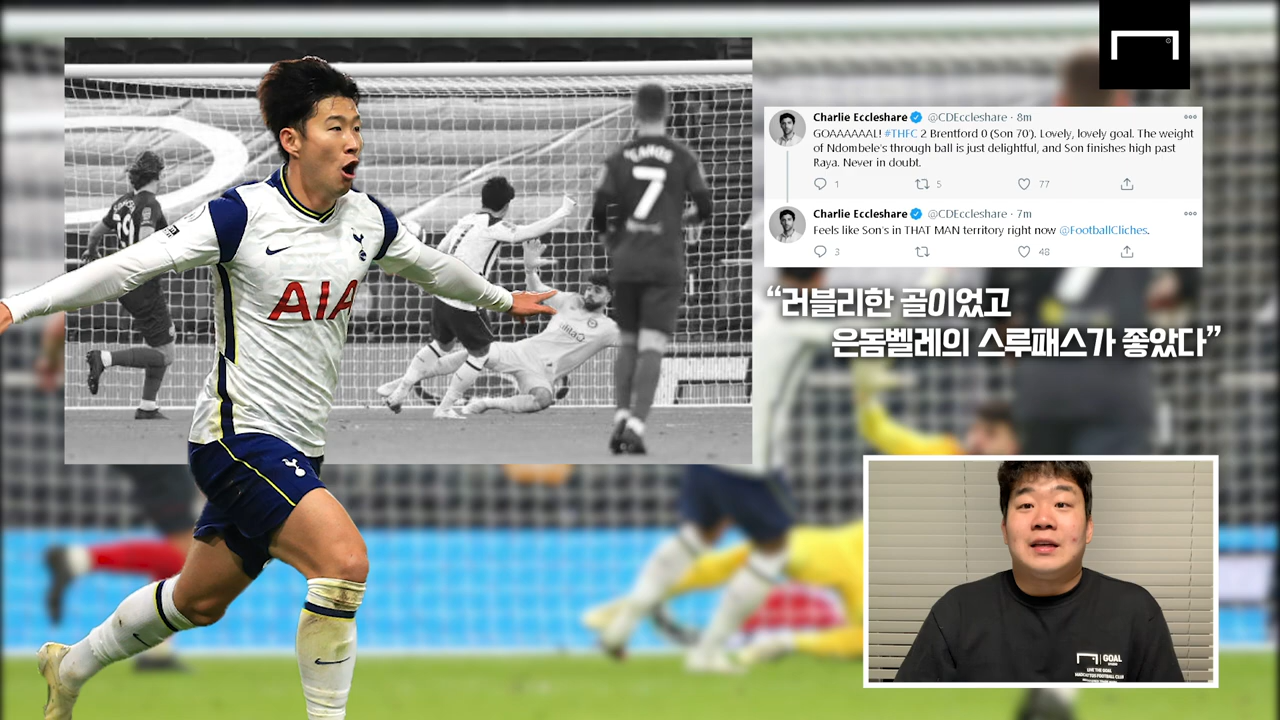 Charlie Eccleshare @CDEccleshare · 8m
GOAAAAAAL! #THFC 2 Brentford 0 (Son 70'). Lovely, lovely goal. The weight
of Ndombele's through ball is just delightful, and Son finishes high past
Raya. Never in doubt.
1 5 77
Charlie Eccleshare @CDEccleshare · 7m
Feels like Son's in THAT MAN territory right now @FootballCliches.
3 48
“러블리한 골이었고
은돔벨레의 스루패스가 좋았다”
AIA
7
GOAL
LIVE THE GOAL